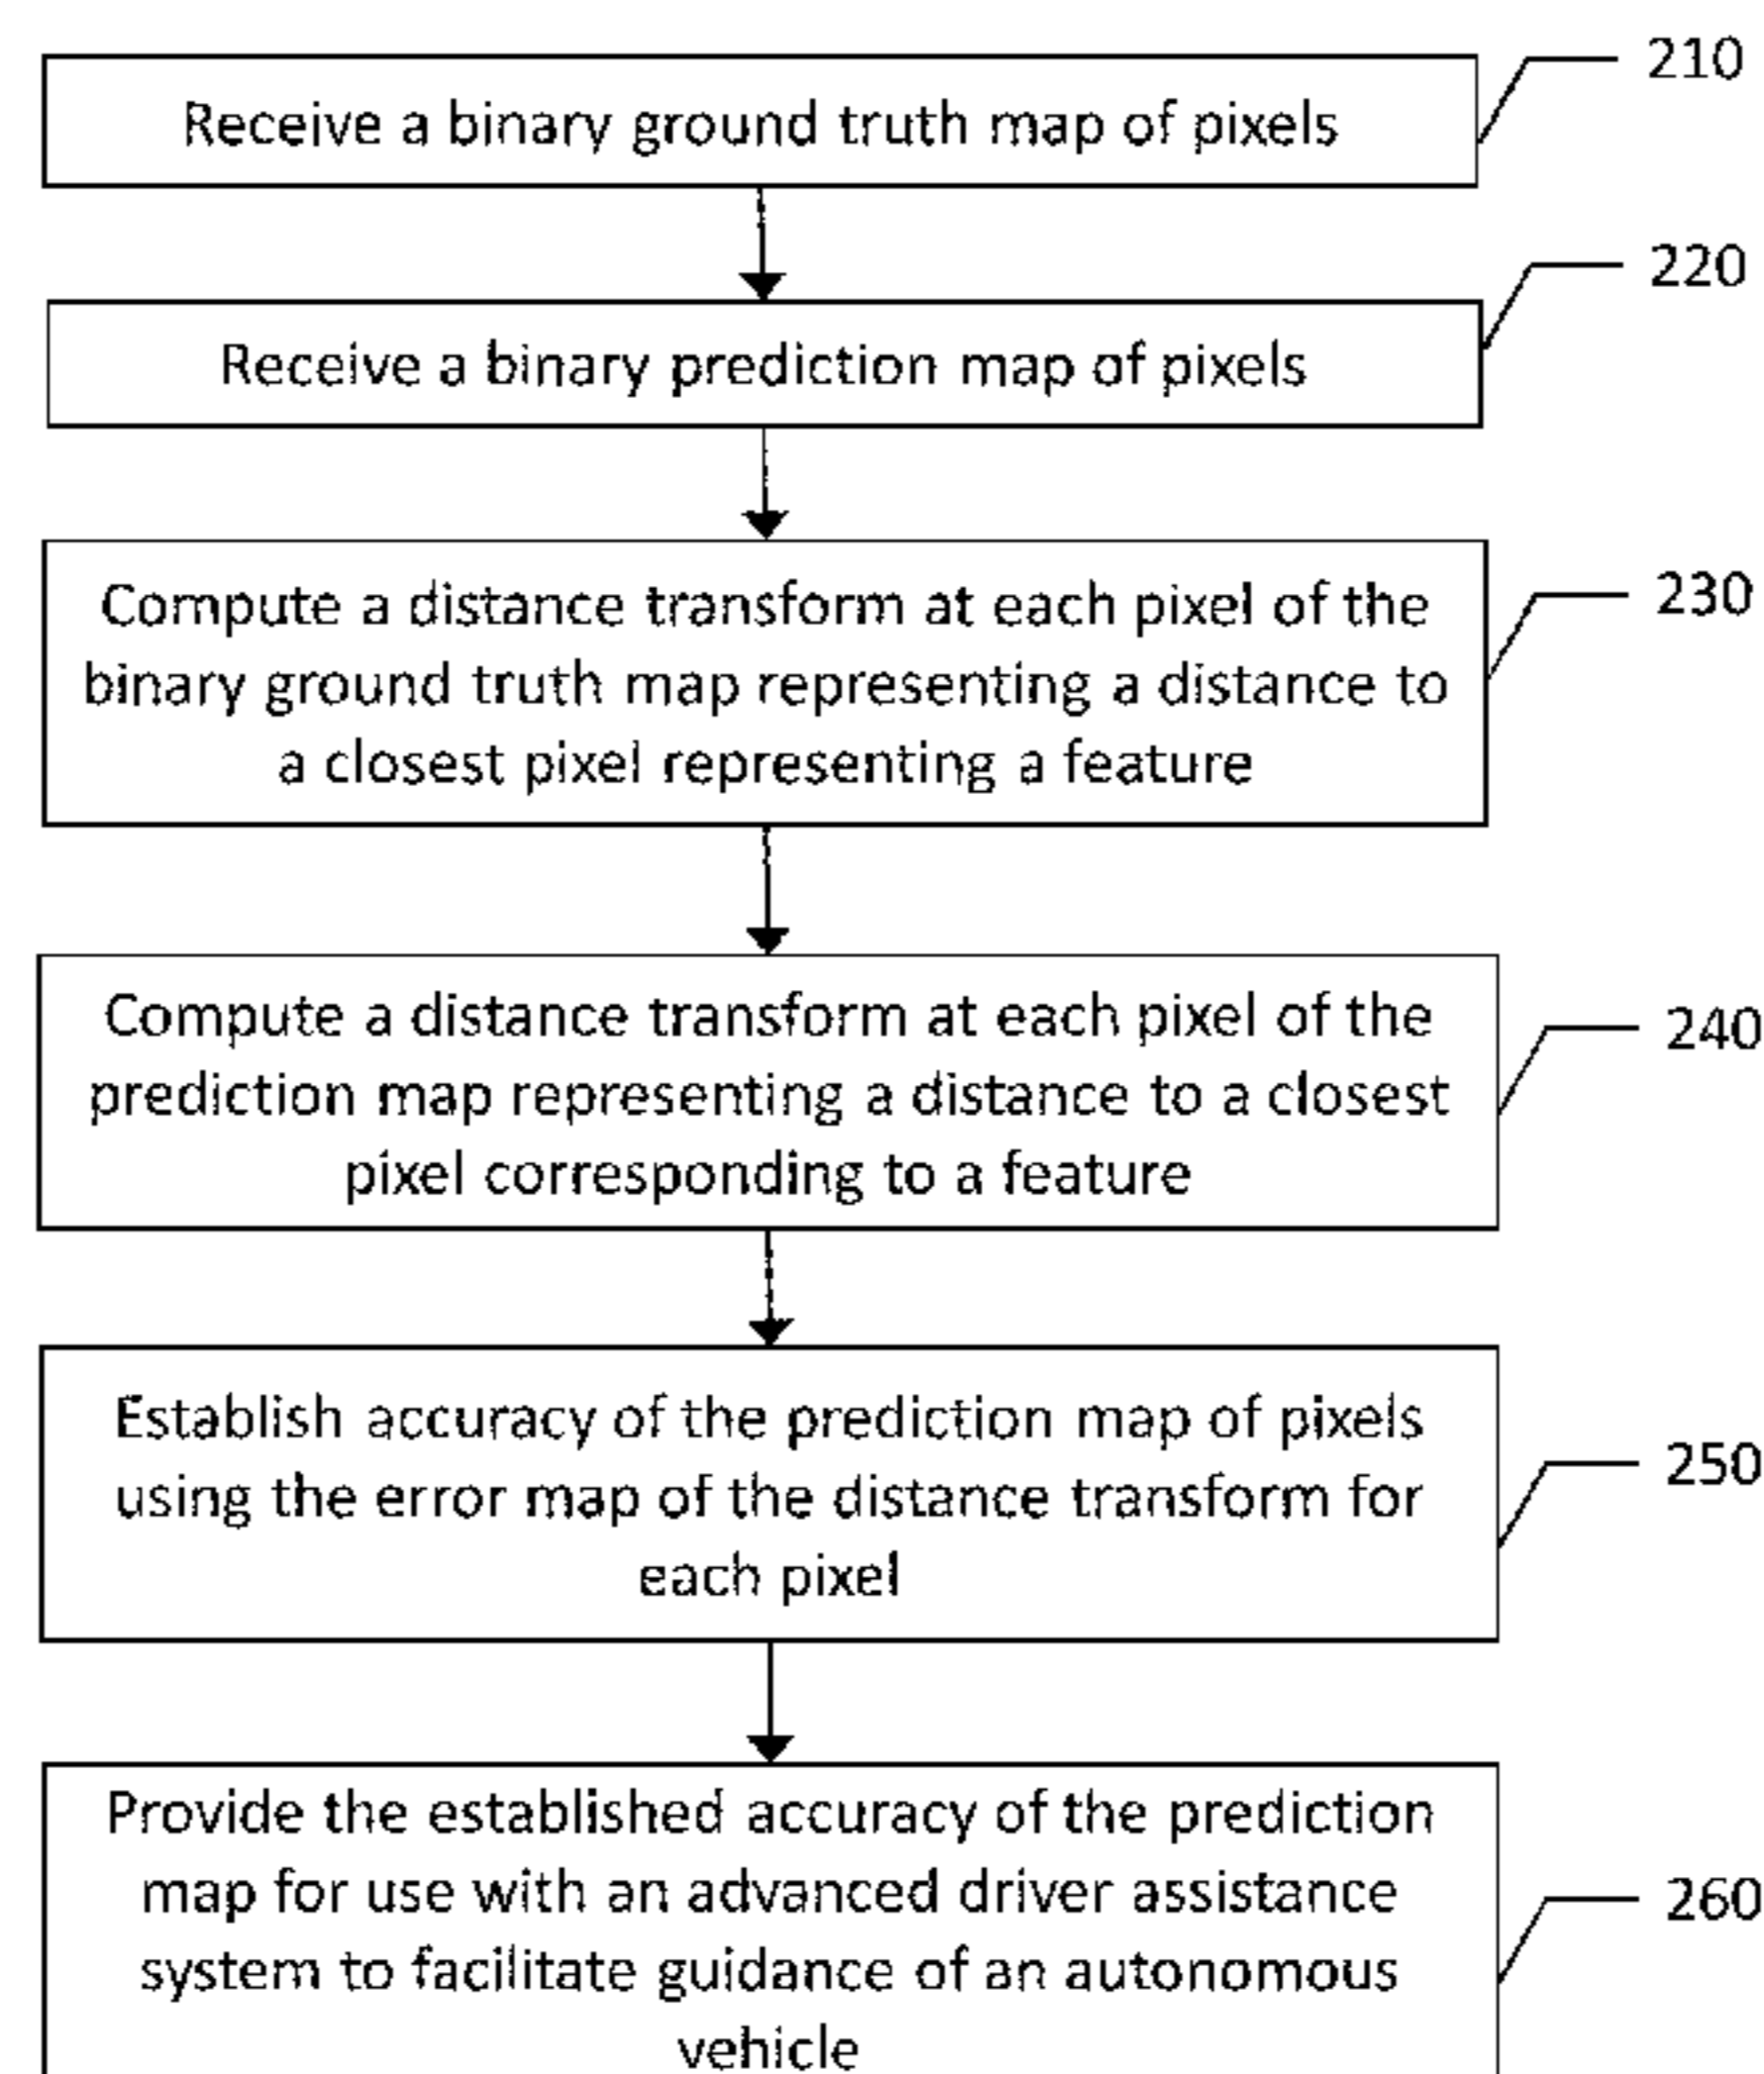 210
Receive a binary ground truth map of pixels
220
Receive a binary prediction map of pixels
230
Compute a distance transform at each pixel of the
binary ground truth map representing a distance to
a closest pixel representing a feature
240
Compute a distance transform at each pixel of the
prediction map representing a distance to a closest
pixel corresponding to a feature
250
Establish accuracy of the prediction map of pixels
using the error map of the distance transform for
each pixel
260
Provide the established accuracy of the prediction
map for use with an advanced driver assistance
system to facilitate guidance of an autonomous
vehicle